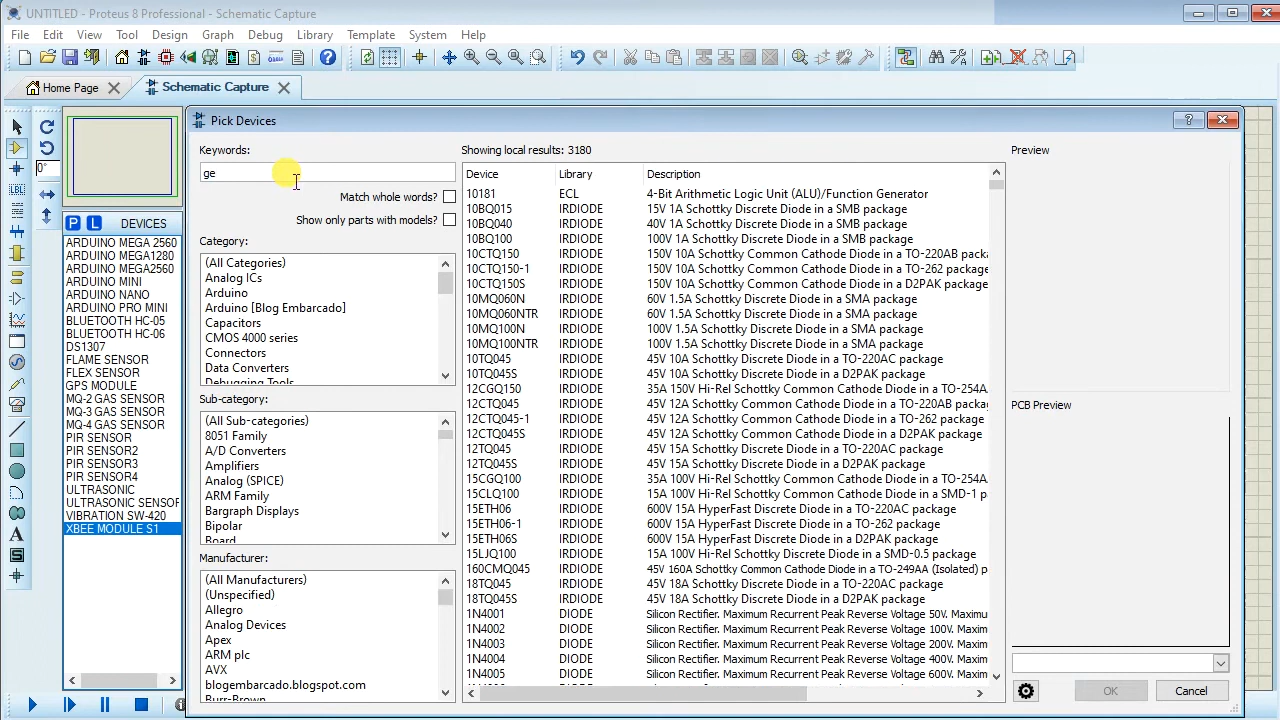 UNTITLED - Proteus 8 Professional - Schematic Capture
File Edit View Tool Design Graph Debug Library Template System Help
Home Page
Schematic Capture
0°
LBL
P L DEVICES
ARDUINO MEGA 2560
ARDUINO MEGA1280
ARDUINO MEGA2560
ARDUINO MINI
ARDUINO NANO
ARDUINO PRO MINI
BLUETOOTH HC-05
BLUETOOTH HC-06
DS1307
FLAME SENSOR
FLEX SENSOR
GPS MODULE
MQ-2 GAS SENSOR
MQ-3 GAS SENSOR
MQ-4 GAS SENSOR
PIR SENSOR
PIR SENSOR2
PIR SENSOR3
PIR SENSOR4
ULTRASONIC
ULTRASONIC SENSOR
VIBRATION SW-420
XBEE MODULE S1
A
S
Pick Devices
Keywords:
ge
Match whole words?
Show only parts with models?
Category:
(All Categories)
Analog ICs
Arduino
Arduino [Blog Embarcado]
Capacitors
CMOS 4000 series
Connectors
Data Converters
Debugging Tools
Sub-category:
(All Sub-categories)
8051 Family
A/D Converters
Amplifiers
Analog (SPICE)
ARM Family
Bargraph Displays
Bipolar
Board
Manufacturer:
(All Manufacturers)
(Unspecified)
Allegro
Analog Devices
Apex
ARM plc
AVX
blogembarcado.blogspot.com
Burr-Brown
Showing local results: 3180
Device Library Description
10181 ECL 4-Bit Arithmetic Logic Unit (ALU)/Function Generator
10BQ015 IRDIODE 15V 1A Schottky Discrete Diode in a SMB package
10BQ040 IRDIODE 40V 1A Schottky Discrete Diode in a SMB package
10BQ100 IRDIODE 100V 1A Schottky Discrete Diode in a SMB package
10CTQ150 IRDIODE 150V 10A Schottky Common Cathode Diode in a TO-220AB packa
10CTQ150-1 IRDIODE 150V 10A Schottky Common Cathode Diode in a TO-262 package
10CTQ150S IRDIODE 150V 10A Schottky Common Cathode Diode in a D2PAK package
10MQ060N IRDIODE 60V 1.5A Schottky Discrete Diode in a SMA package
10MQ060NTR IRDIODE 60V 1.5A Schottky Discrete Diode in a SMA package
10MQ100N IRDIODE 100V 1.5A Schottky Discrete Diode in a SMA package
10MQ100NTR IRDIODE 100V 1.5A Schottky Discrete Diode in a SMA package
10TQ045 IRDIODE 45V 10A Schottky Discrete Diode in a TO-220AC package
10TQ045S IRDIODE 45V 10A Schottky Discrete Diode in a D2PAK package
12CGQ150 IRDIODE 35A 150V Hi-Rel Schottky Common Cathode Diode in a TO-254A
12CTQ045 IRDIODE 45V 12A Schottky Common Cathode Diode in a TO-220AB packag
12CTQ045-1 IRDIODE 45V 12A Schottky Common Cathode Diode in a TO-262 package
12CTQ045S IRDIODE 45V 12A Schottky Common Cathode Diode in a D2PAK package
12TQ045 IRDIODE 45V 15A Schottky Discrete Diode in a TO-220AC package
12TQ045S IRDIODE 45V 15A Schottky Discrete Diode in a D2PAK package
15CGQ100 IRDIODE 35A 100V Hi-Rel Schottky Common Cathode Diode in a TO-254A
15CLQ100 IRDIODE 15A 100V Hi-Rel Schottky Common Cathode Diode in a SMD-1 p
15ETH06 IRDIODE 600V 15A HyperFast Discrete Diode in a TO-220AC package
15ETH06-1 IRDIODE 600V 15A HyperFast Discrete Diode in a TO-262 package
15ETH06S IRDIODE 600V 15A HyperFast Discrete Diode in a D2PAK package
15LJQ100 IRDIODE 15A 100V Hi-Rel Schottky Discrete Diode in a SMD-0.5 package
160CMQ045 IRDIODE 45V 160A Schottky Common Cathode Diode in a TO-249AA (Isolated) p
18TQ045 IRDIODE 45V 18A Schottky Discrete Diode in a TO-220AC package
18TQ045S IRDIODE 45V 18A Schottky Discrete Diode in a D2PAK package
1N4001 DIODE Silicon Rectifier. Maximum Recurrent Peak Reverse Voltage 50V. Maximu
1N4002 DIODE Silicon Rectifier. Maximum Recurrent Peak Reverse Voltage 100V. Maxim
1N4003 DIODE Silicon Rectifier. Maximum Recurrent Peak Reverse Voltage 200V. Maxim
1N4004 DIODE Silicon Rectifier. Maximum Recurrent Peak Reverse Voltage 400V. Maxim
1N4005 DIODE Silicon Rectifier. Maximum Recurrent Peak Reverse Voltage 600V. Maxim
Preview
PCB Preview
OK Cancel